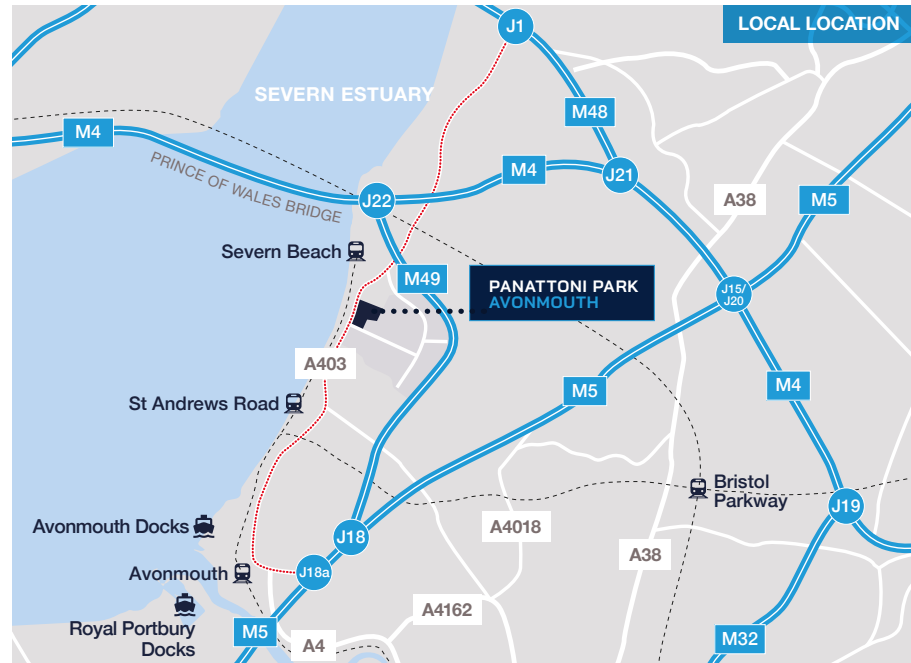 LOCAL LOCATION
J1
SEVERN ESTUARY
M48
M4
PRINCE OF WALES BRIDGE
M4
J21
J22
A38
M5
Severn Beach
M49
PANATTONI PARK
AVONMOUTH
J15/
J20
A403
M4
M5
St Andrews Road
Bristol
Parkway
J19
Avonmouth Docks
A4018
J18
A38
Avonmouth
J18a
A4162
Royal Portbury
Docks
M5
A4
M32